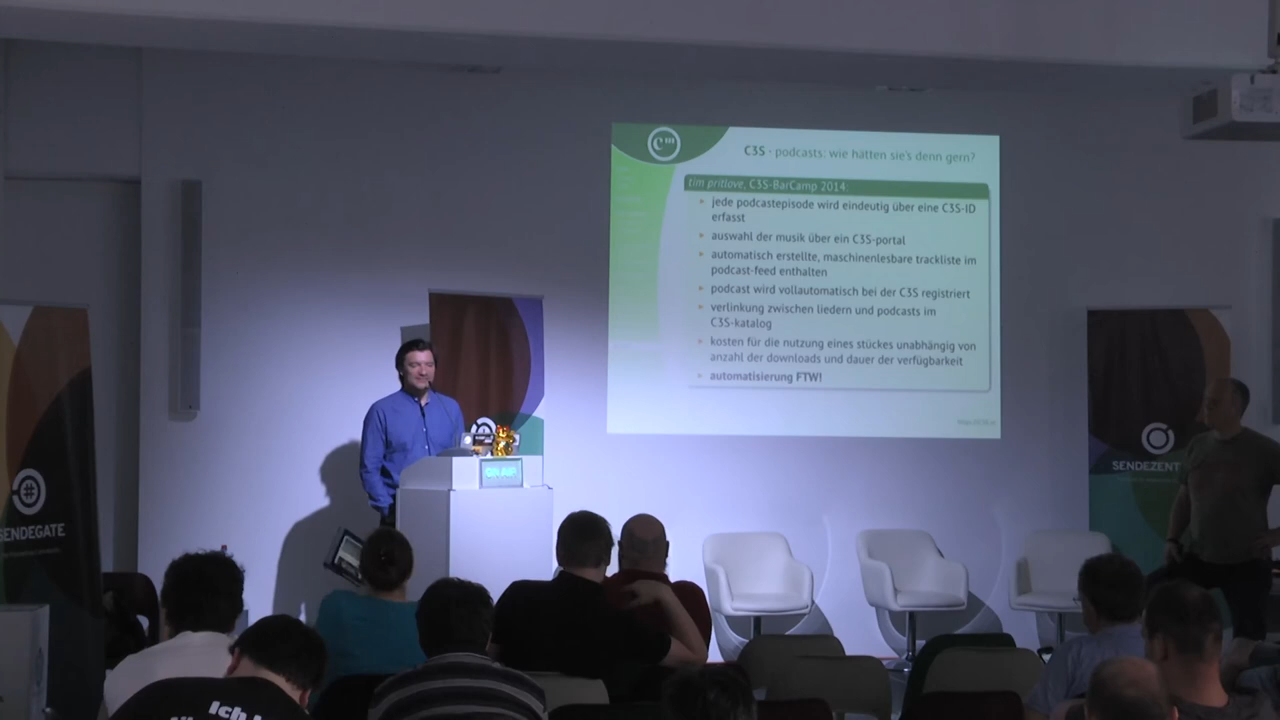 C3S · podcasts: wie hätten sie's denn gern?
tim pritlove, C3S-BarCamp 2014:
jede podcastepisode wird eindeutig über eine C3S-ID
erfasst
auswahl der musik über ein C3S-portal
automatisch erstellte, maschinenlesbare trackliste im
podcast-feed enthalten
podcast wird vollautomatisch bei der C3S registriert
verlinkung zwischen liedern und podcasts im
C3S-katalog
kosten für die nutzung eines stückes unabhängig von
anzahl der downloads und dauer der verfügbarkeit
automatisierung FTW!
SENDEZENT
ENDEGATE
Ich